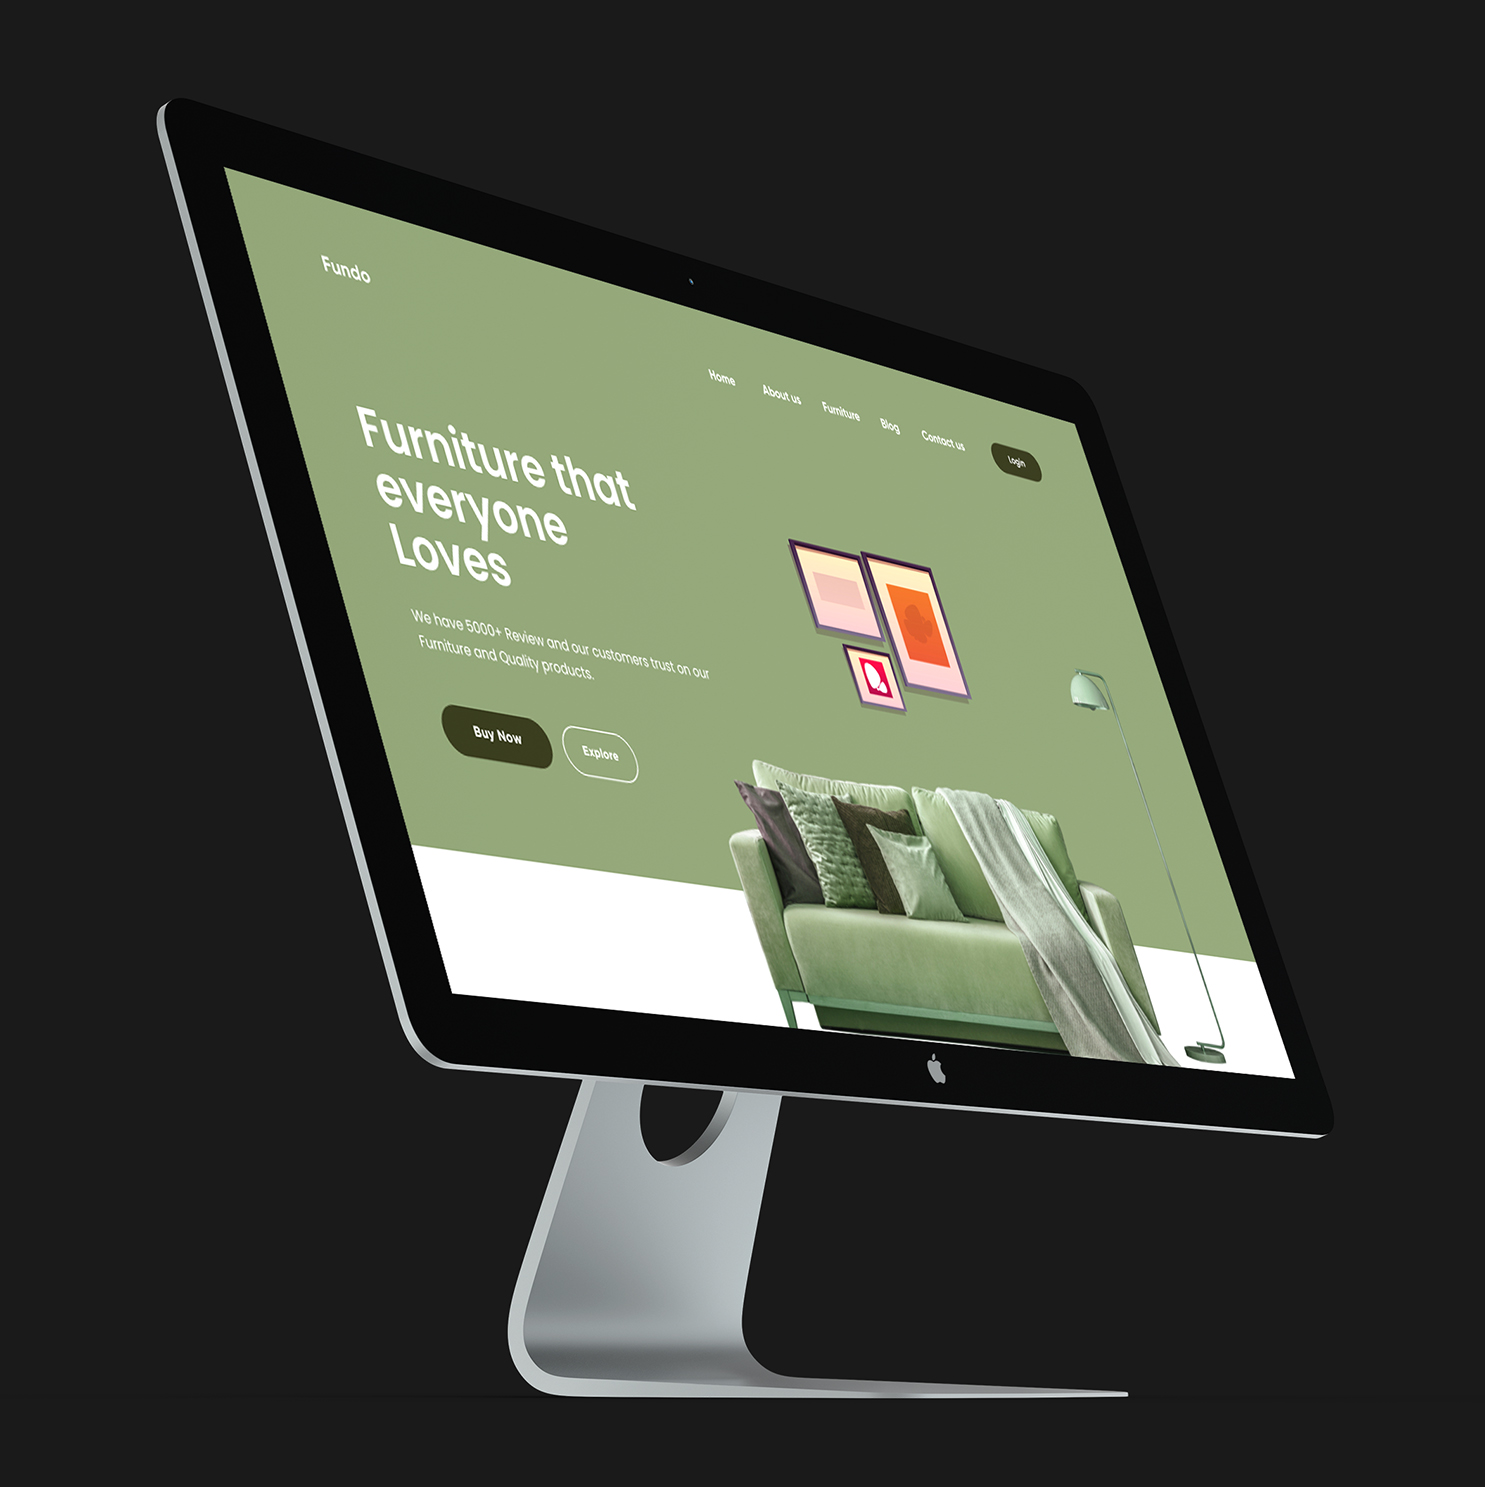 Fundo
Home About us Furniture Blog Contact us Login
Furniture that
everyone
Loves
We have 5000+ Review and our customers trust on our
Furniture and Quality products.
Buy Now Explore